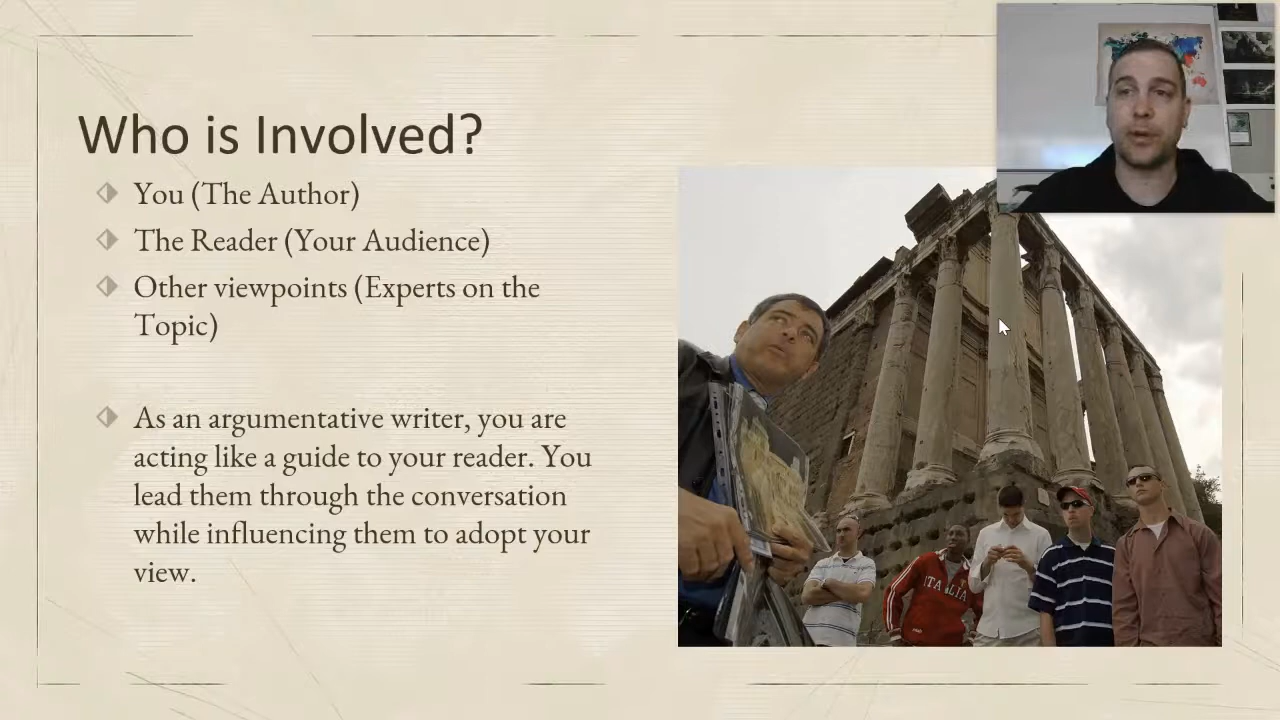 Who is Involved?
You (The Author)
The Reader (Your Audience)
Other viewpoints (Experts on the
Topic)
As an argumentative writer, you are
acting like a guide to your reader. You
lead them through the conversation
while influencing them to adopt your
view.
ITALIA